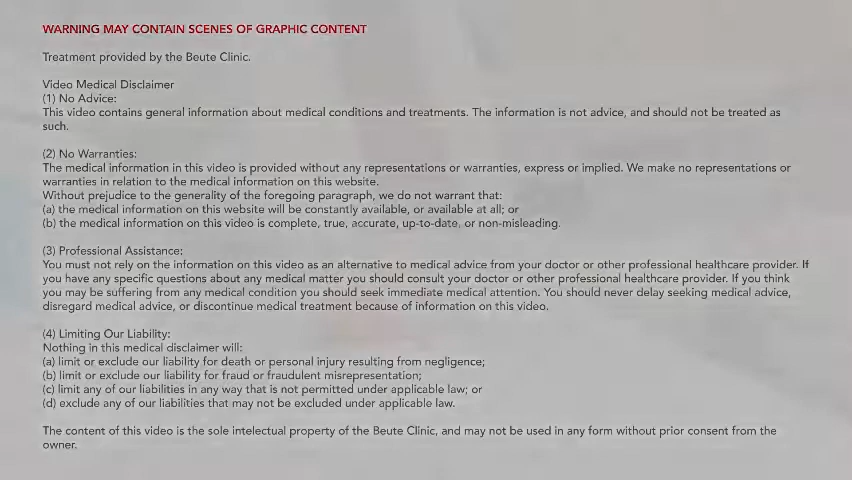 WARNING MAY CONTAIN SCENES OF GRAPHIC CONTENT
Treatment provided by the Beute Clinic.
Video Medical Disclaimer
(1) No Advice:
This video contains general information about medical conditions and treatments. The information is not advice, and should not be treated as
such.
(2) No Warranties:
The medical information in this video is provided without any representations or warranties, express or implied. We make no representations or
warranties in relation to the medical information on this website.
Without prejudice to the generality of the foregoing paragraph, we do not warrant that:
(a) the medical information on this website will be constantly available, or available at all; or
(b) the medical information on this video is complete, true, accurate, up-to-date, or non-misleading.
(3) Professional Assistance:
You must not rely on the information on this video as an alternative to medical advice from your doctor or other professional healthcare provider. If
you have any specific questions about any medical matter you should consult your doctor or other professional healthcare provider. If you think
you may be suffering from any medical condition you should seek immediate medical attention. You should never delay seeking medical advice,
disregard medical advice, or discontinue medical treatment because of information on this video.
(4) Limiting Our Liability:
Nothing in this medical disclaimer will:
(a) limit or exclude our liability for death or personal injury resulting from negligence;
(b) limit or exclude our liability for fraud or fraudulent misrepresentation;
(c) limit any of our liabilities in any way that is not permitted under applicable law; or
(d) exclude any of our liabilities that may not be excluded under applicable law.
The content of this video is the sole intelectual property of the Beute Clinic, and may not be used in any form without prior consent from the
owner.